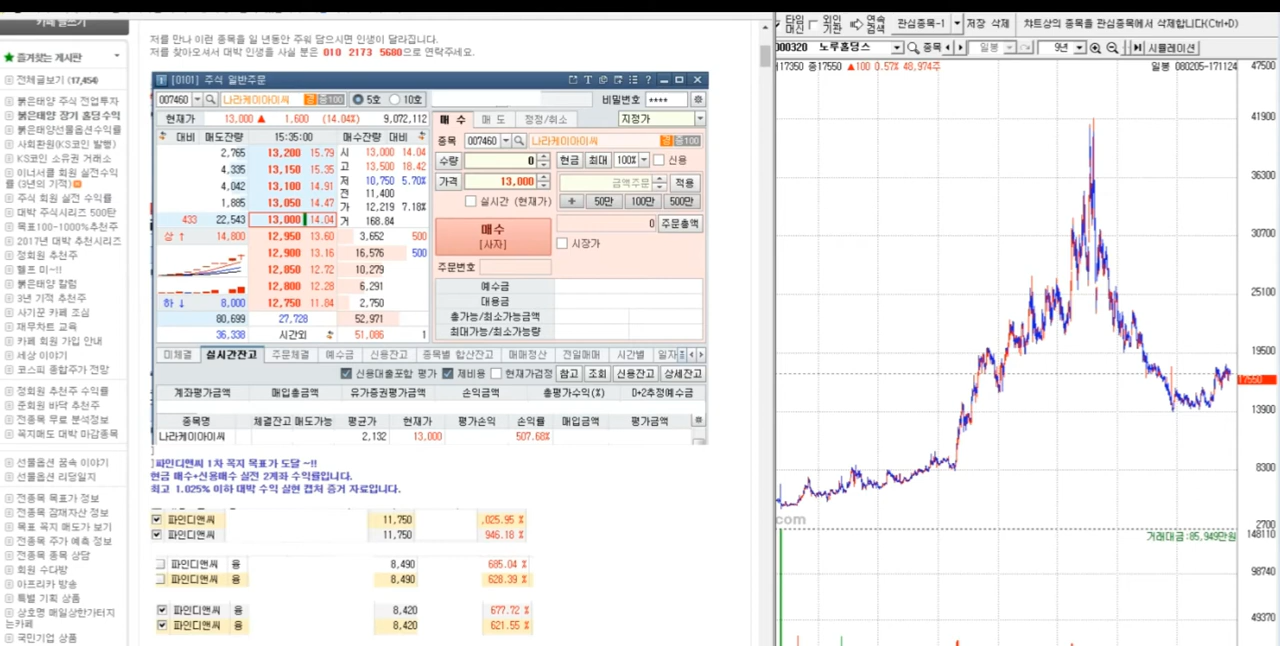 카페 글쓰기
즐겨찾는 게시판
전체글보기 (17,454)
붉은태양 주식 전업투자
붉은태양 장기 홀딩수익
붉은태양선물옵션수익률
사회환원(KS코인 발행)
KS코인 소유권 거래소
이너서클 회원 실전수익
률 (3년의 기적)
주식 회원 실전 수익률
대박 주식시리즈 500탄
목표100~1000%추천주
2017년 대박 추천시리즈
정회원 추천주
헬프 미~!!
붉은태양 칼럼
3년 기적 추천주
사기꾼 카페 조심
재무차트 교육
카페 회원 가입 안내
세상 이야기
코스피 종합주가 전망
정회원 추천주 수익률
준회원 바닥 추천주
전종목 무료 분석정보
꼭지매도 대박 마감종목
선물옵션 꿈속 이야기
선물옵션 리딩일지
전종목 목표가 정보
전종목 잠재자산 정보
목표 꼭지 매도가 보기
전종목 주가 예측 정보
전종목 종목 상담
회원 수다방
아프리카 방송
특별 기획 상품
상호명 매일상한가터지
는카페
국민기업 상품
저를 만나 이런 종목을 일 년동안 주워 담으시면 인생이 달라집니다.
저를 찾아오셔서 대박 인생을 사실 분은 010 2173 5680으로 연락주세요.
[0101] 주식 일반주문
007460 나라케이아이씨 증100 5호 10호 비밀번호 ****
현재가 13,000 ▲ 1,600 (14.04%) 9,072,112 매 수 매 도 정정/취소 지정가
대비 매도잔량 15:35:00 매수잔량 대비
종목 007460 나라케이아이씨 증100
2,765 13,200 15.79 시 13,000 14.04
4,335 13,150 15.35 고 13,500 18.42
4,042 13,100 14.91 저 10,750 5.70%
전 11,400
1,885 13,050 14.47 12,219 7.18%
433 22,543 13,000 14.04 거 168.84
상 ↑ 14,800 12,950 13.60 3,652 500
12,900 13.16 16,576 500
12,850 12.72 10,279
12,800 12.28 6,291
하 ↓ 8,000 12,750 11.84 2,750
80,699 27,728 52,971
36,338 시간외 51,086 1
수량 0 현금 최대 100% 신용
가격 13,000 금액주문 적용
실시간 (현재가) + 50만 100만 500만
매수
[사자]
0 주문총액
시장가
주문번호
예수금
대용금
총가능/최소가능금액
최대가능/최소가능량
미체결 실시간잔고 주문체결 예수금 신용잔고 종목별 합산잔고 매매정산 전일매매 시간별 일자
신용대출포함 평가 제비용 현재가검정 참고 조회 신용잔고 상세잔고
계좌평가금액 매입총금액 유가증권평가금액 손익금액 총평가수익(%) D+2추정예수금
종목명 체결잔고 매도가능 평균가 현재가 평가손익 손익률 매입금액 평가금액
나라케이아이씨 2,132 13,000 507.68%
]파인디앤씨 1차 꼭지 목표가 도달 ~!!
현금 매수+신용매수 실전 2계좌 수익률입니다.
최고 1.025% 이하 대박 수익 실현 캡쳐 증거 자료입니다.
파인디앤씨 11,750 ,025.95 %
파인디앤씨 11,750 946.18 %
파인디앤씨 융 8,490 685.04 %
파인디앤씨 융 8,490 628.39 %
파인디앤씨 융 8,420 677.72 %
파인디앤씨 융 8,420 621.55 %
타임 대신 외인 기관 연속 검색 관심종목-1 저장 삭제 챠트상의 종목을 관심종목에서 삭제합니다(Ctrl+D)
000320 노루홀딩스 종목 일봉 9년 시뮬레이션
17350 종17550 ▲100 0.57% 48,974주 일봉 080205-171124
47500
41900
36300
30700
25100
19500
17550
13900
8300
2700
com
거래대금:85,949만원
148110
98740
49370